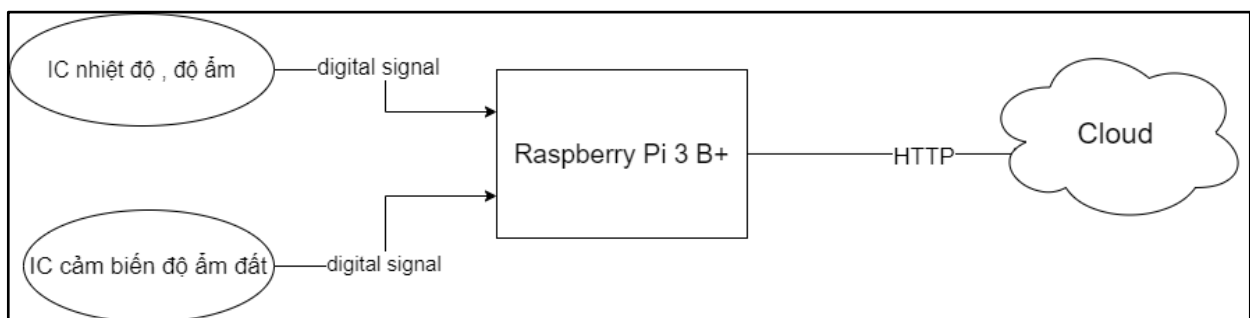 IC nhiệt độ , độ ẩm
digital signal
Raspberry Pi 3 B+
HTTP
Cloud
IC cảm biến độ ẩm đất
digital signal